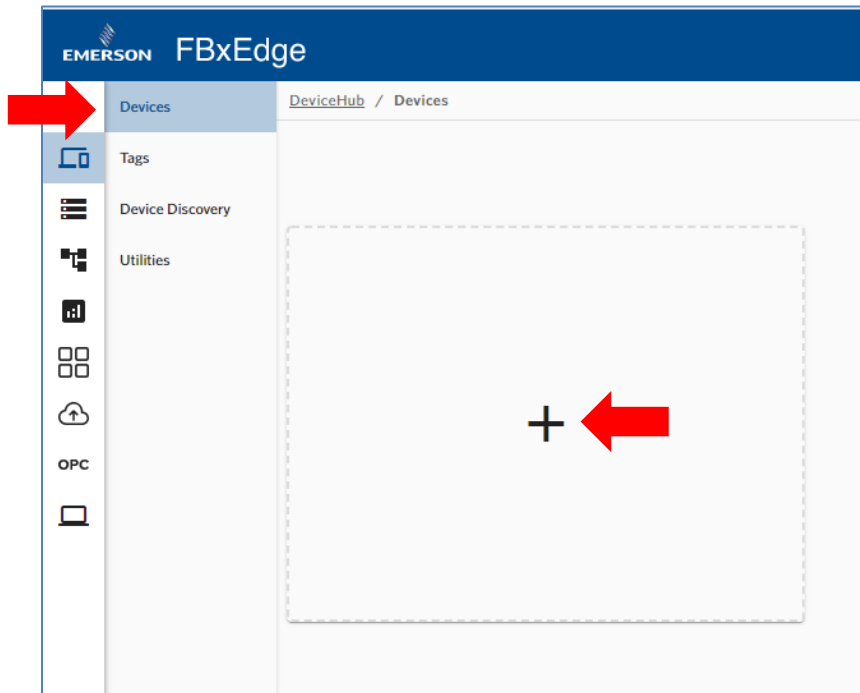 EMERSON FBxEdge
Devices
DeviceHub / Devices
Tags
Device Discovery
Utilities
OPC